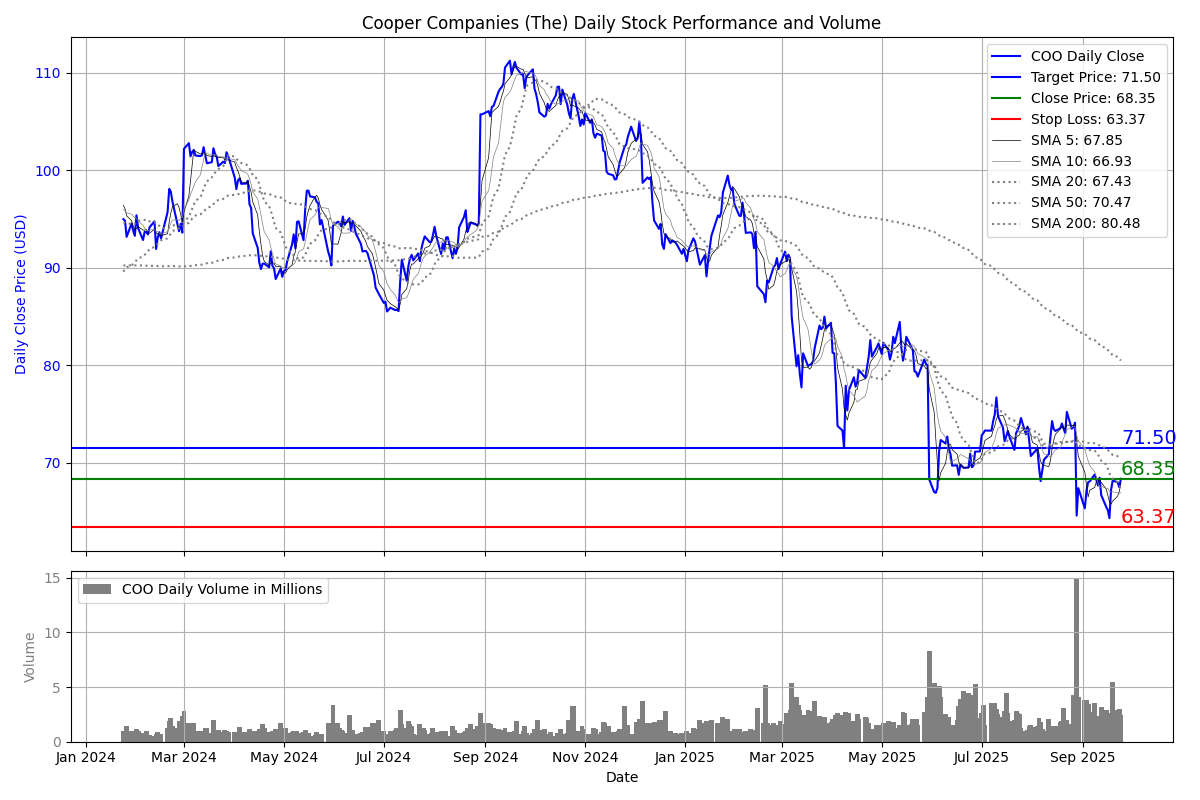 Cooper Companies (The) Daily Stock Performance and Volume
Daily Close Price (USD)
110
100
90
80
70
COO Daily Close
Target Price: 71.50
Close Price: 68.35
Stop Loss: 63.37
SMA 5: 67.85
SMA 10: 66.93
SMA 20: 67.43
SMA 50: 70.47
SMA 200: 80.48
71.50
68.35
63.37
Volume
15
10
5
0
COO Daily Volume in Millions
Jan 2024 Mar 2024 May 2024 Jul 2024 Sep 2024 Nov 2024 Jan 2025 Mar 2025 May 2025 Jul 2025 Sep 2025
Date